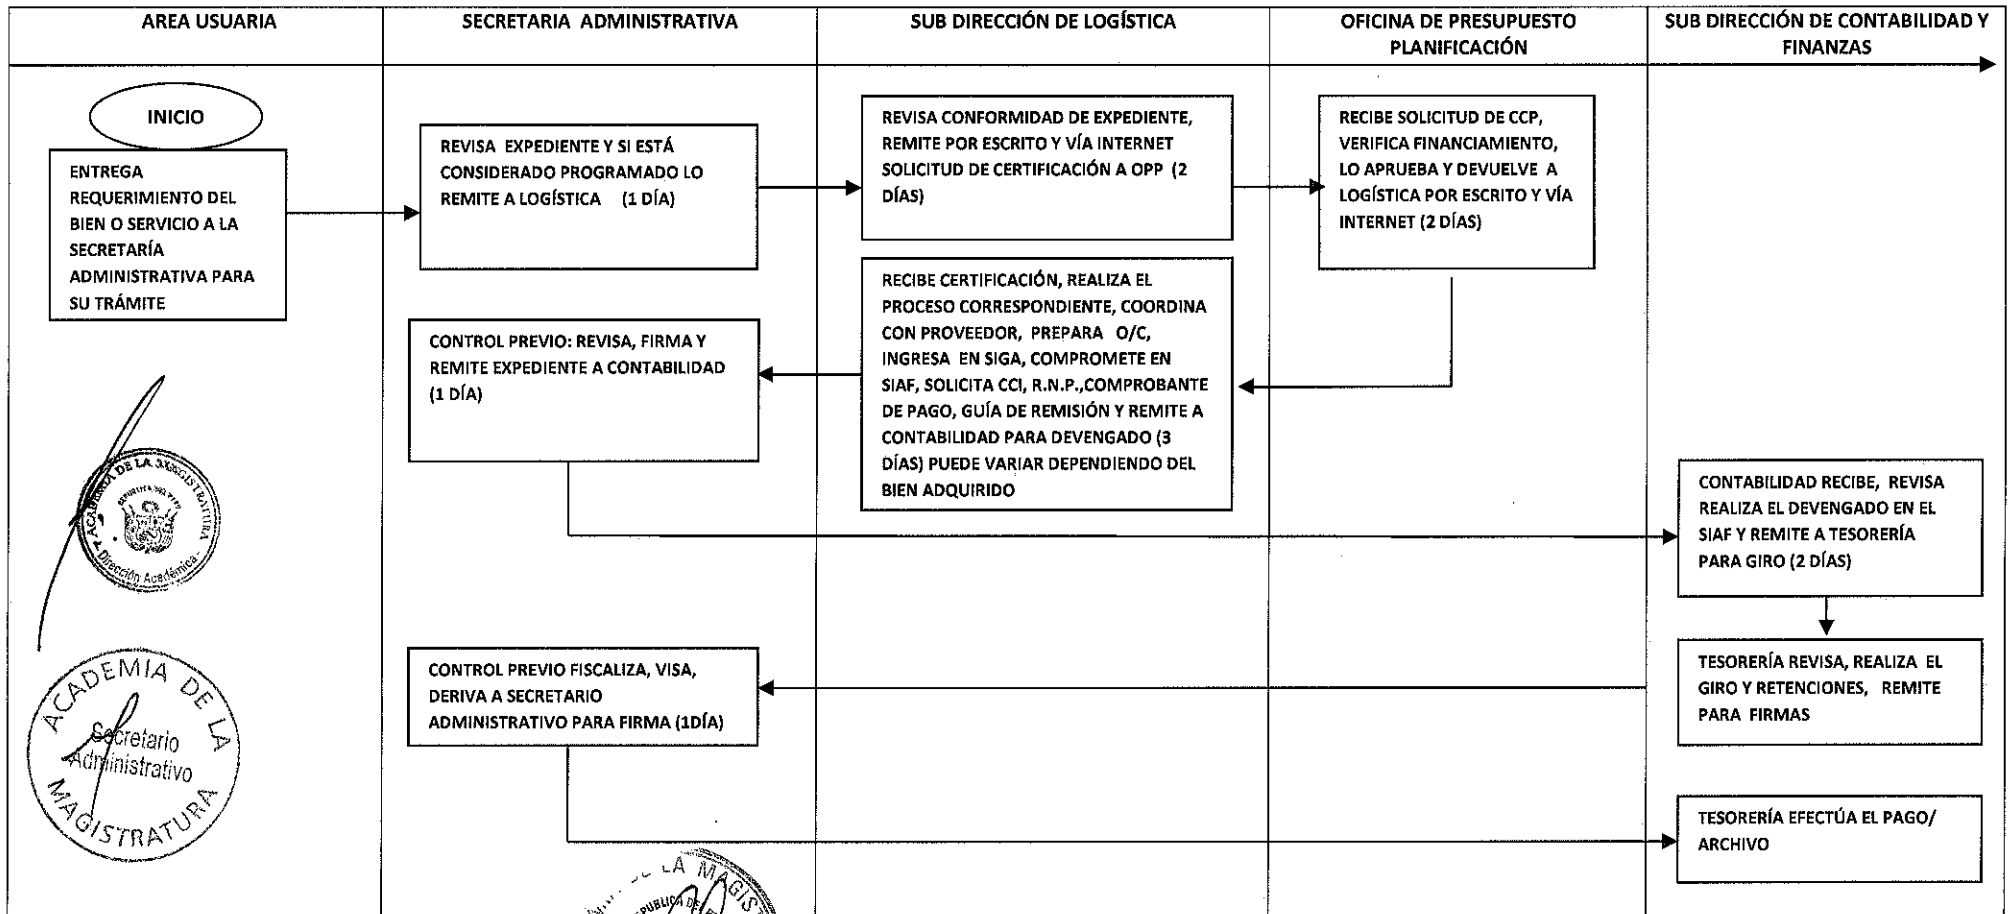 AREA USUARIA
SECRETARIA ADMINISTRATIVA
SUB DIRECCIÓN DE LOGÍSTICA
OFICINA DE PRESUPUESTO
PLANIFICACIÓN
SUB DIRECCIÓN DE CONTABILIDAD Y
FINANZAS
INICIO
ENTREGA
REQUERIMIENTO DEL
BIEN O SERVICIO A LA
SECRETARÍA
ADMINISTRATIVA PARA
SU TRÁMITE
REVISA EXPEDIENTE Y SI ESTÁ
CONSIDERADO PROGRAMADO LO
REMITE A LOGÍSTICA (1 DÍA)
REVISA CONFORMIDAD DE EXPEDIENTE,
REMITE POR ESCRITO Y VÍA INTERNET
SOLICITUD DE CERTIFICACIÓN A OPP (2
DÍAS)
RECIBE SOLICITUD DE CCP,
VERIFICA FINANCIAMIENTO,
LO APRUEBA Y DEVUELVE A
LOGÍSTICA POR ESCRITO Y VÍA
INTERNET (2 DÍAS)
RECIBE CERTIFICACIÓN, REALIZA EL
PROCESO CORRESPONDIENTE, COORDINA
CON PROVEEDOR, PREPARA O/C,
INGRESA EN SIGA, COMPROMETE EN
SIAF, SOLICITA CCI, R.N.P.,COMPROBANTE
DE PAGO, GUÍA DE REMISIÓN Y REMITE A
CONTABILIDAD PARA DEVENGADO (3
DÍAS) PUEDE VARIAR DEPENDIENDO DEL
BIEN ADQUIRIDO
CONTROL PREVIO: REVISA, FIRMA Y
REMITE EXPEDIENTE A CONTABILIDAD
(1 DÍA)
CONTABILIDAD RECIBE, REVISA
REALIZA EL DEVENGADO EN EL
SIAF Y REMITE A TESORERÍA
PARA GIRO (2 DÍAS)
TESORERÍA REVISA, REALIZA EL
GIRO Y RETENCIONES, REMITE
PARA FIRMAS
CONTROL PREVIO FISCALIZA, VISA,
DERIVA A SECRETARIO
ADMINISTRATIVO PARA FIRMA (1DÍA)
TESORERÍA EFECTÚA EL PAGO/
ARCHIVO
ACADEMIA DE LA MAGISTRATURA
Dirección Académica
ACADEMIA DE LA
Secretario
Administrativo
MAGISTRATURA
LA